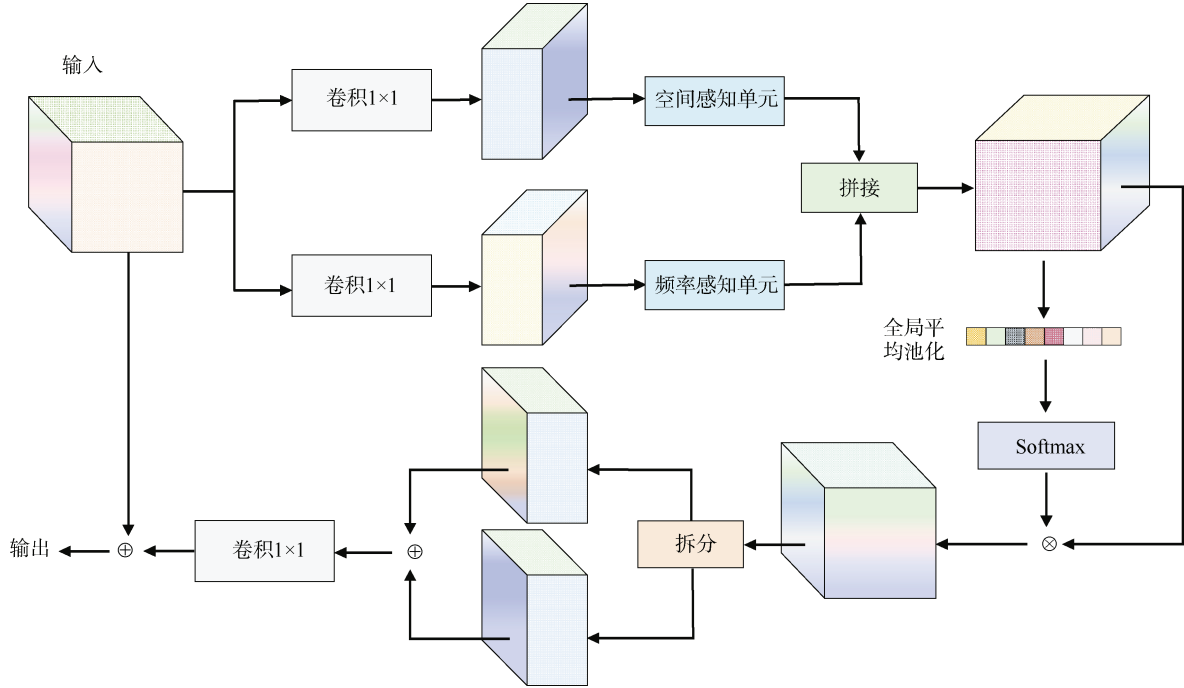 输入
卷积1×1
空间感知单元
拼接
卷积1×1
频率感知单元
全局平
均池化
Softmax
⊗
拆分
⊕
卷积1×1
⊕
输出